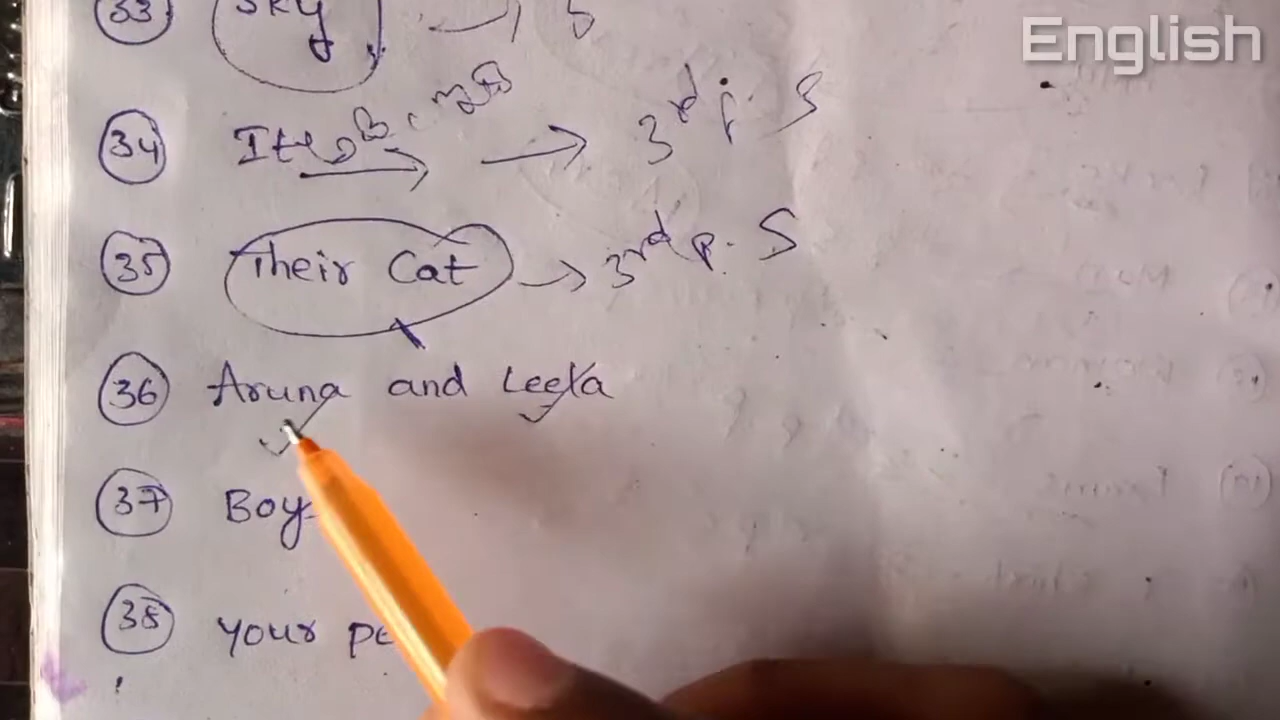 English
33 Sky
34 It → 3rd p. S
35 Their Cat → 3rd p. S
36 Aruna and Leela
37 Boy
38 Your